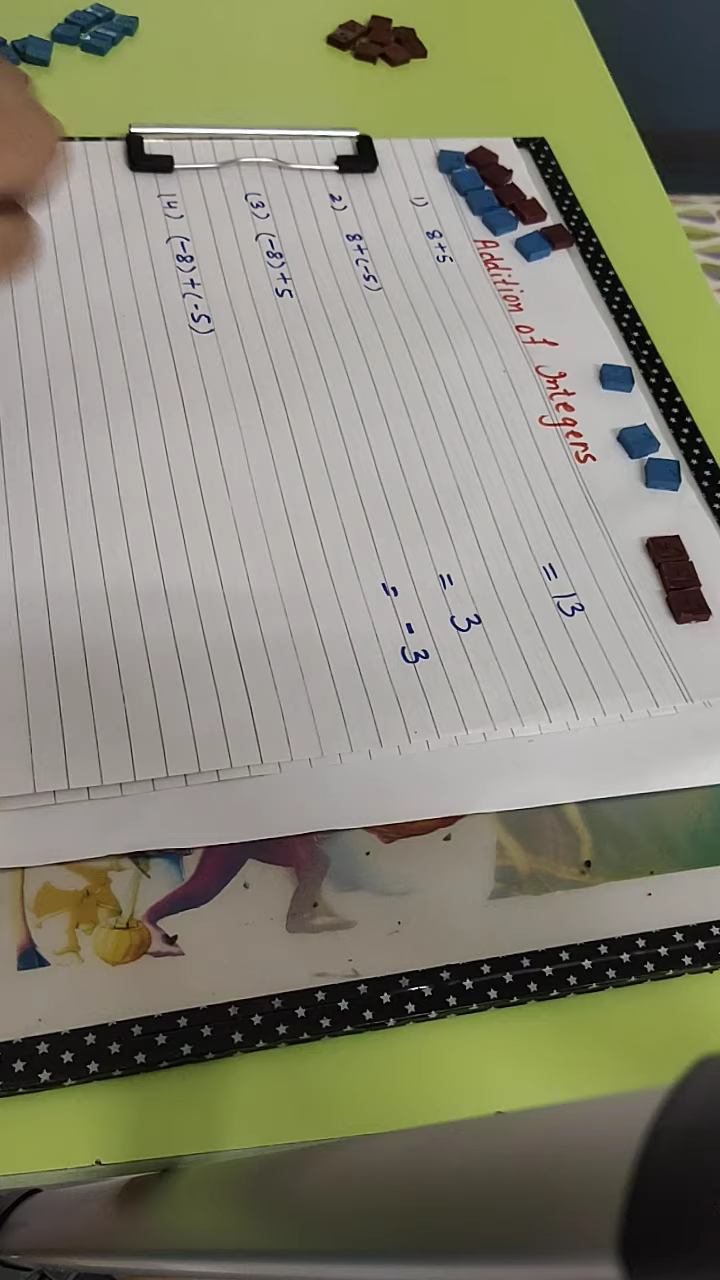 Addition of Integers
1) 8+5 = 13
2) 8+(-5) = 3
(3) (-8)+5 = -3
(4) (-8)+(-5)